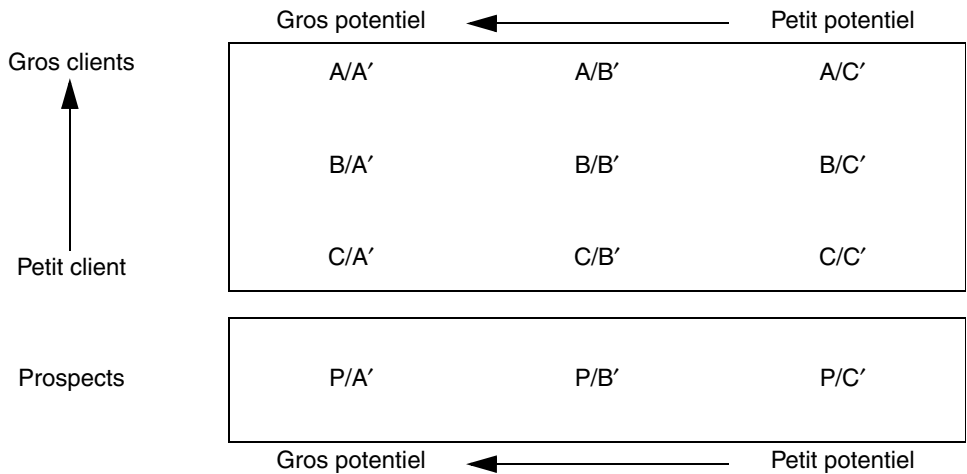 Gros potentiel Petit potentiel
Gros clients A/A′ A/B′ A/C′
B/A′ B/B′ B/C′
Petit client C/A′ C/B′ C/C′
Prospects P/A′ P/B′ P/C′
Gros potentiel Petit potentiel